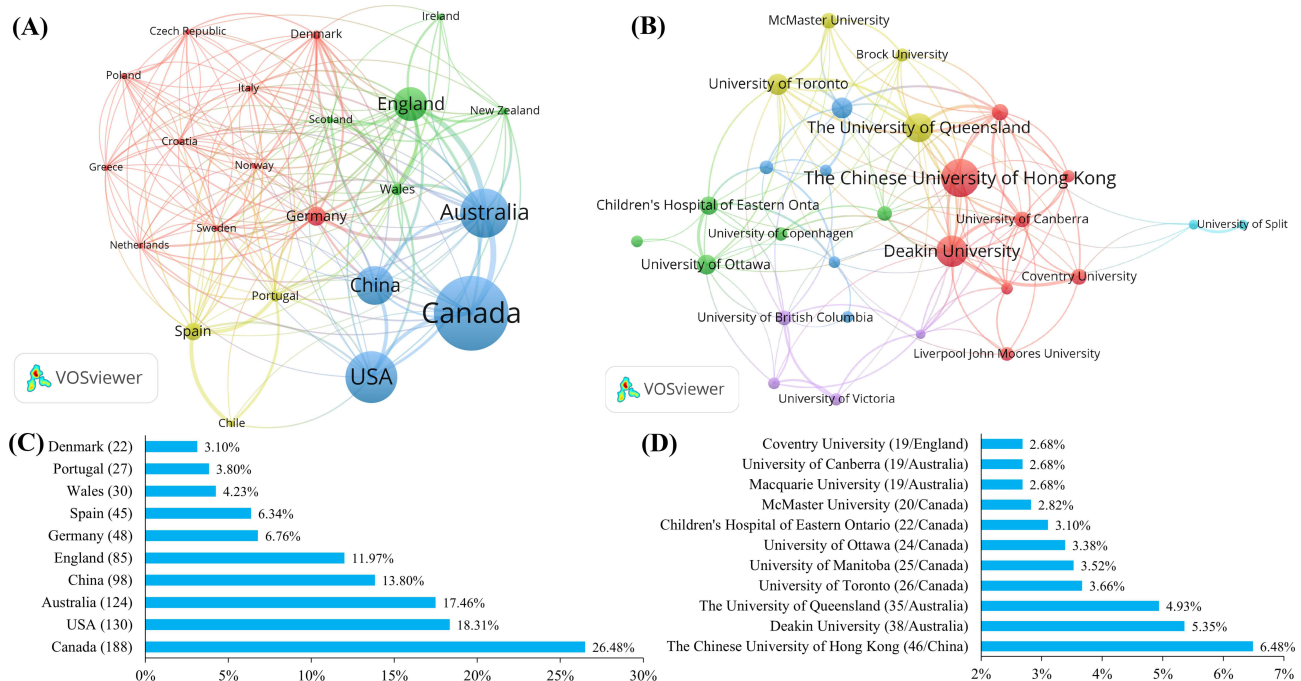 (A)
Ireland
Czech Republic
Denmark
Poland
Italy
England
New Zealand
Scotland
Croatia
Greece
Norway
Wales
Germany
Australia
Sweden
Netherlands
China
Portugal
Canada
Spain
USA
VOSviewer
Chile
(B)
McMaster University
Brock University
University of Toronto
The University of Queensland
The Chinese University of Hong Kong
Children's Hospital of Eastern Onta
University of Canberra
University of Split
University of Copenhagen
Deakin University
University of Ottawa
Coventry University
University of British Columbia
Liverpool John Moores University
VOSviewer
University of Victoria
(C)
Denmark (22) 3.10%
Portugal (27) 3.80%
Wales (30) 4.23%
Spain (45) 6.34%
Germany (48) 6.76%
England (85) 11.97%
China (98) 13.80%
Australia (124) 17.46%
USA (130) 18.31%
Canada (188) 26.48%
0% 5% 10% 15% 20% 25% 30%
(D)
Coventry University (19/England) 2.68%
University of Canberra (19/Australia) 2.68%
Macquarie University (19/Australia) 2.68%
McMaster University (20/Canada) 2.82%
Children's Hospital of Eastern Ontario (22/Canada) 3.10%
University of Ottawa (24/Canada) 3.38%
University of Manitoba (25/Canada) 3.52%
University of Toronto (26/Canada) 3.66%
The University of Queensland (35/Australia) 4.93%
Deakin University (38/Australia) 5.35%
The Chinese University of Hong Kong (46/China) 6.48%
2% 3% 4% 5% 6% 7%